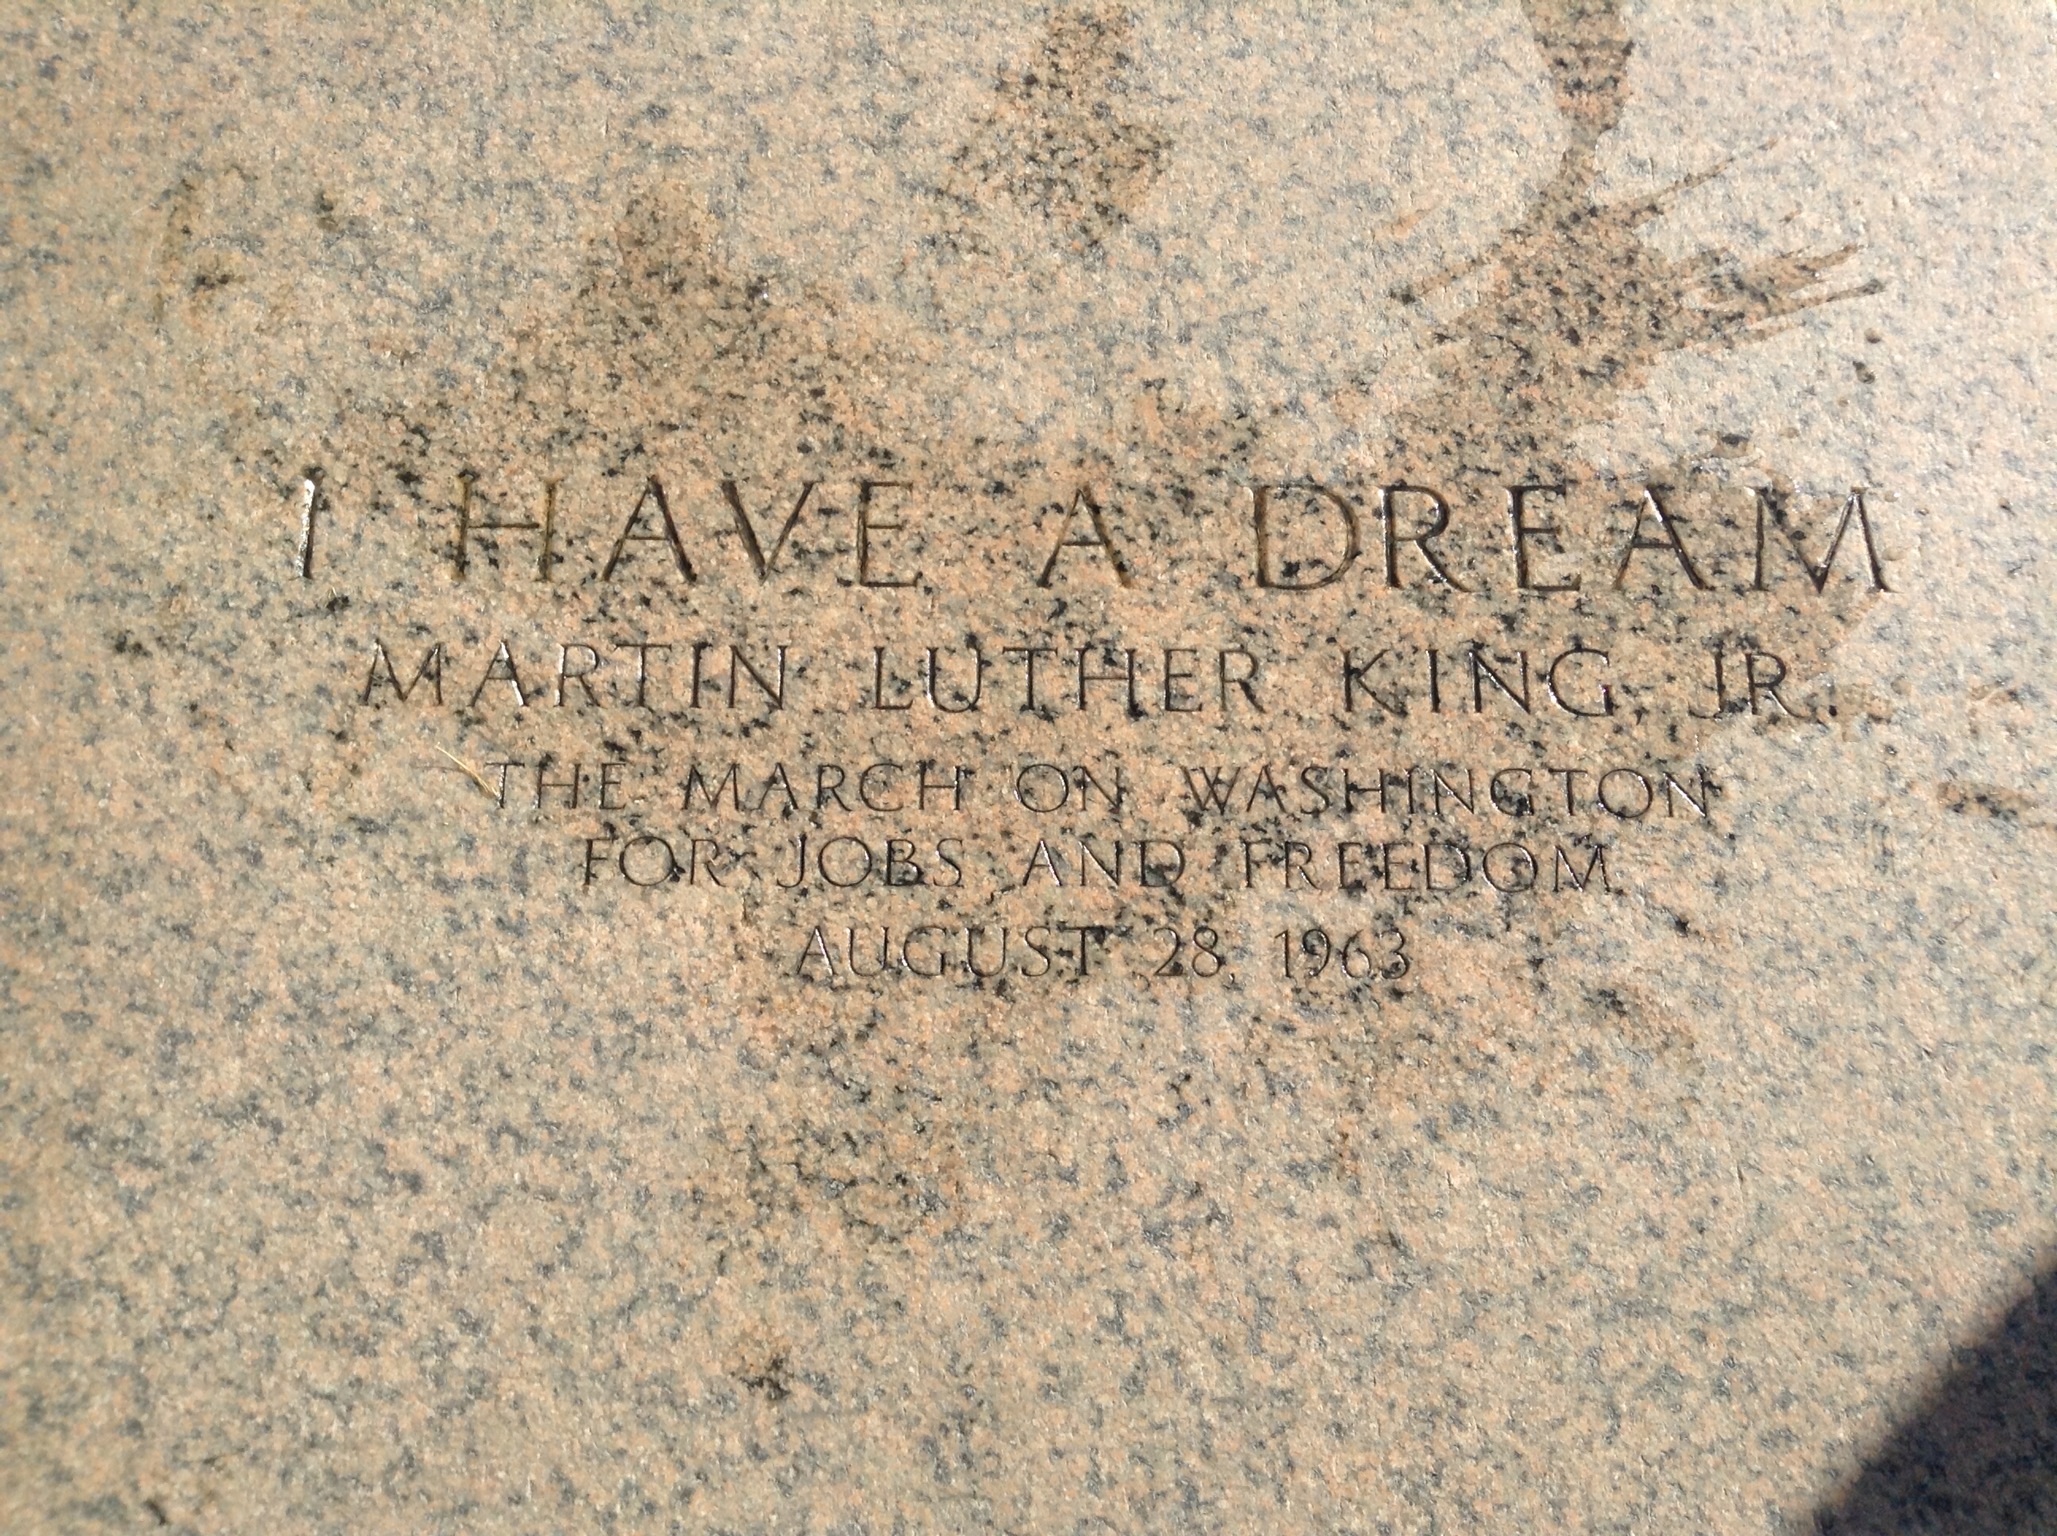 I HAVE A DREAM
MARTIN LUTHER KING, JR.
THE MARCH ON WASHINGTON
FOR JOBS AND FREEDOM
AUGUST 28, 1963